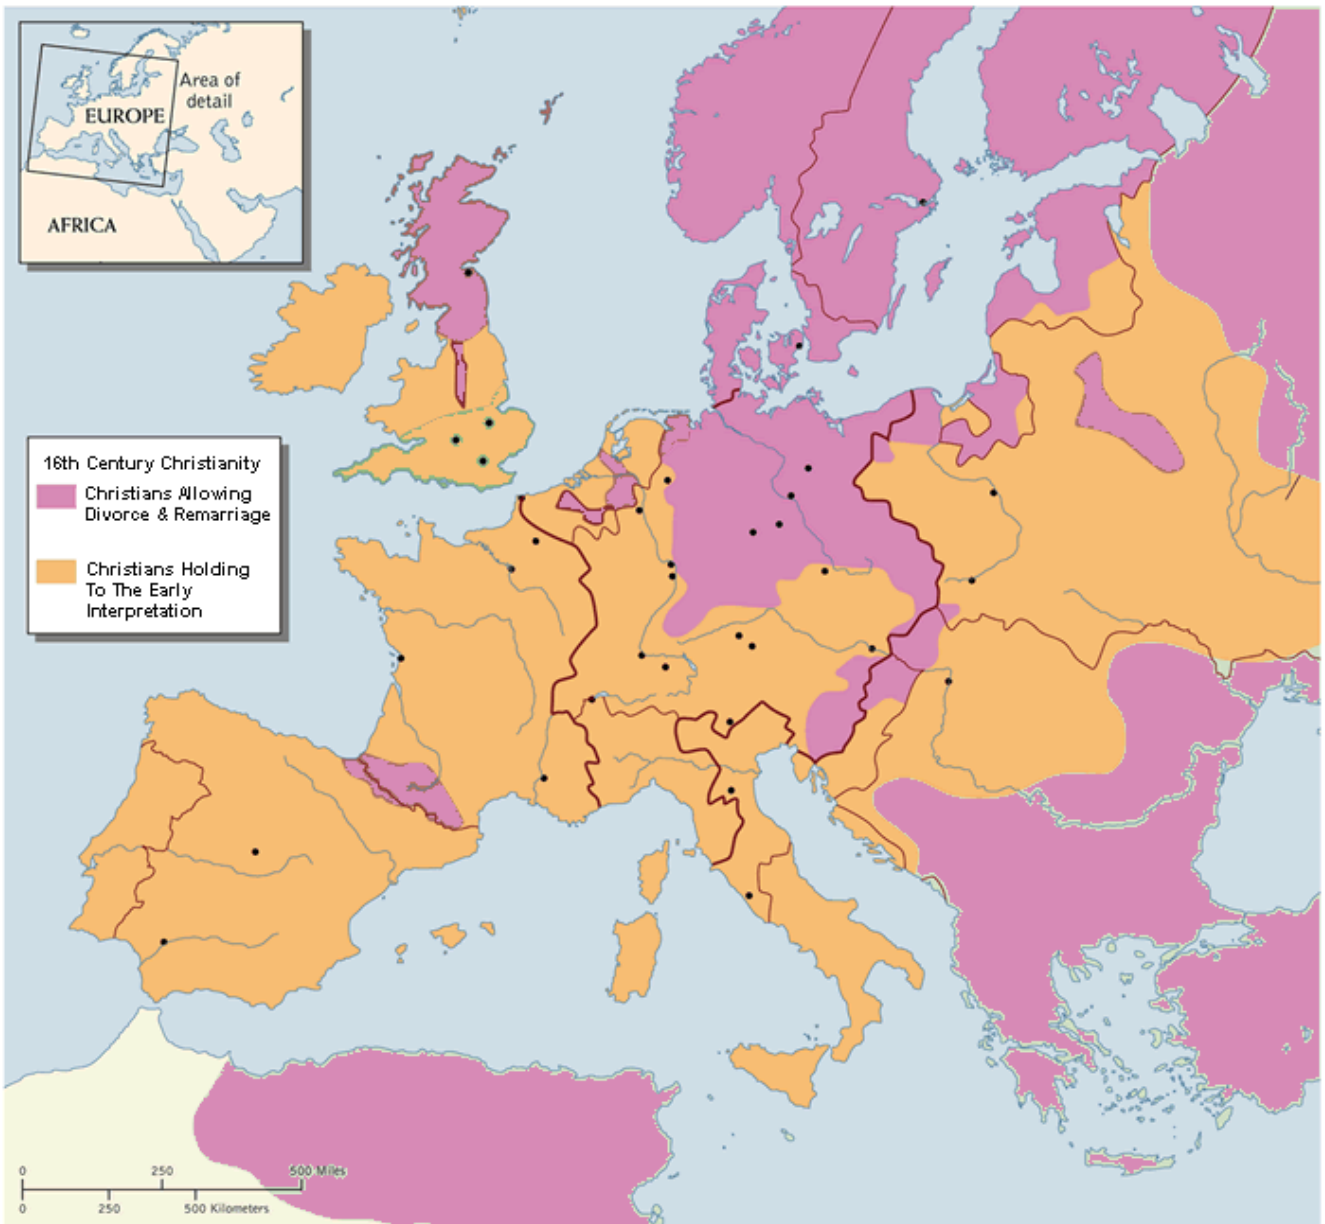 Area of
detail
EUROPE
AFRICA
16th Century Christianity
Christians Allowing
Divorce & Remarriage
Christians Holding
To The Early
Interpretation
0 250 500 Miles
0 250 500 Kilometers